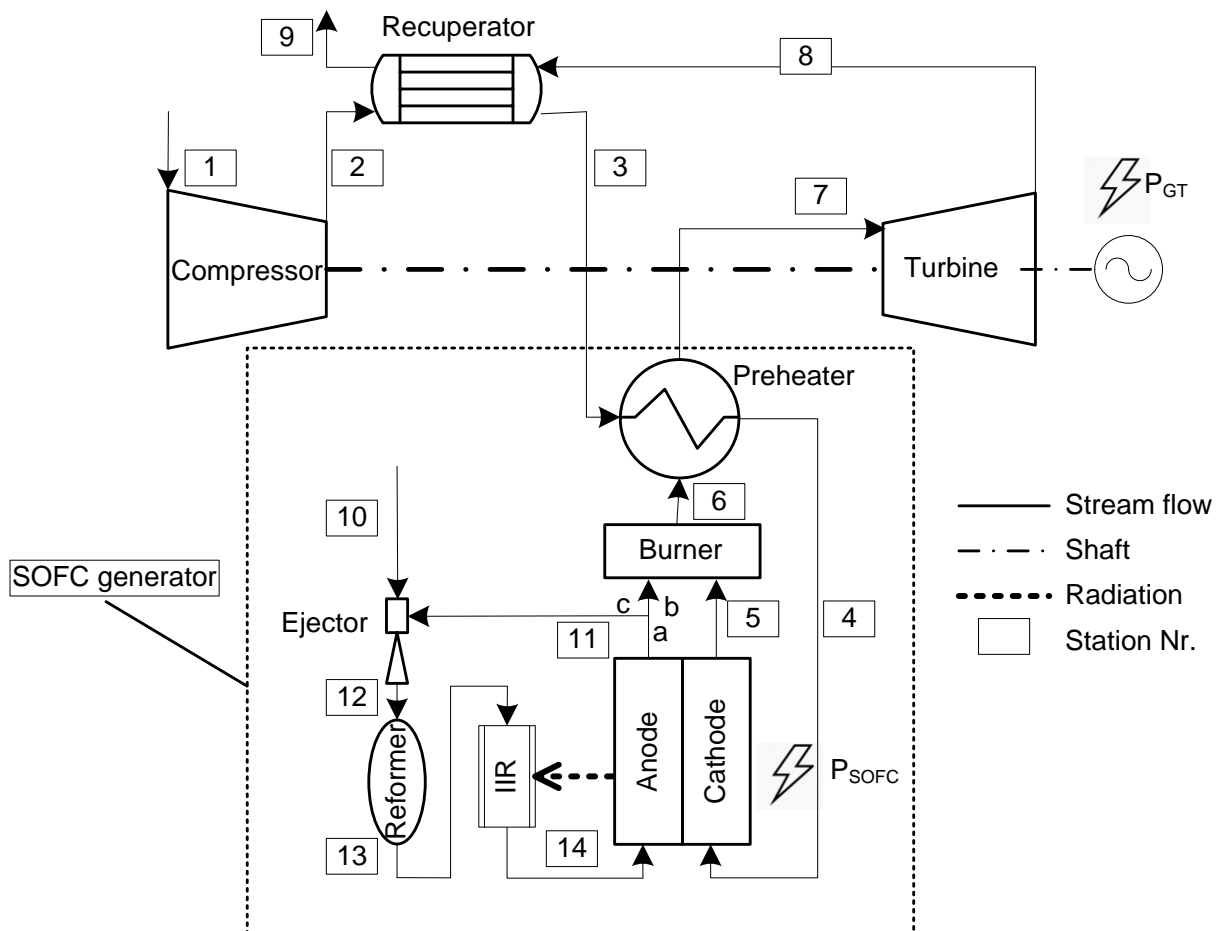 Recuperator
9
8
1
2
3
7
P_GT
Compressor
Turbine
Preheater
10
6
Stream flow
Burner
Shaft
SOFC generator
Radiation
Ejector
c
b
a
11
5
4
Station Nr.
12
Reformer
IIR
Anode
Cathode
P_SOFC
13
14